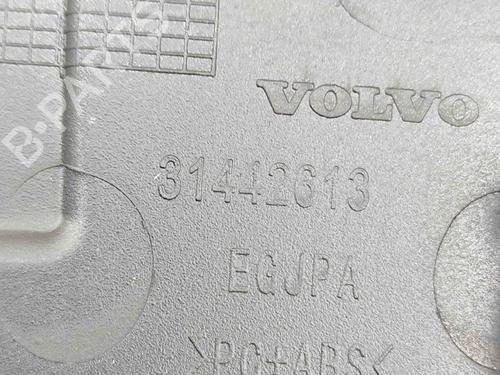 B-PARTS
VOLVO
31442613
EGJPA
>PC+ABS<